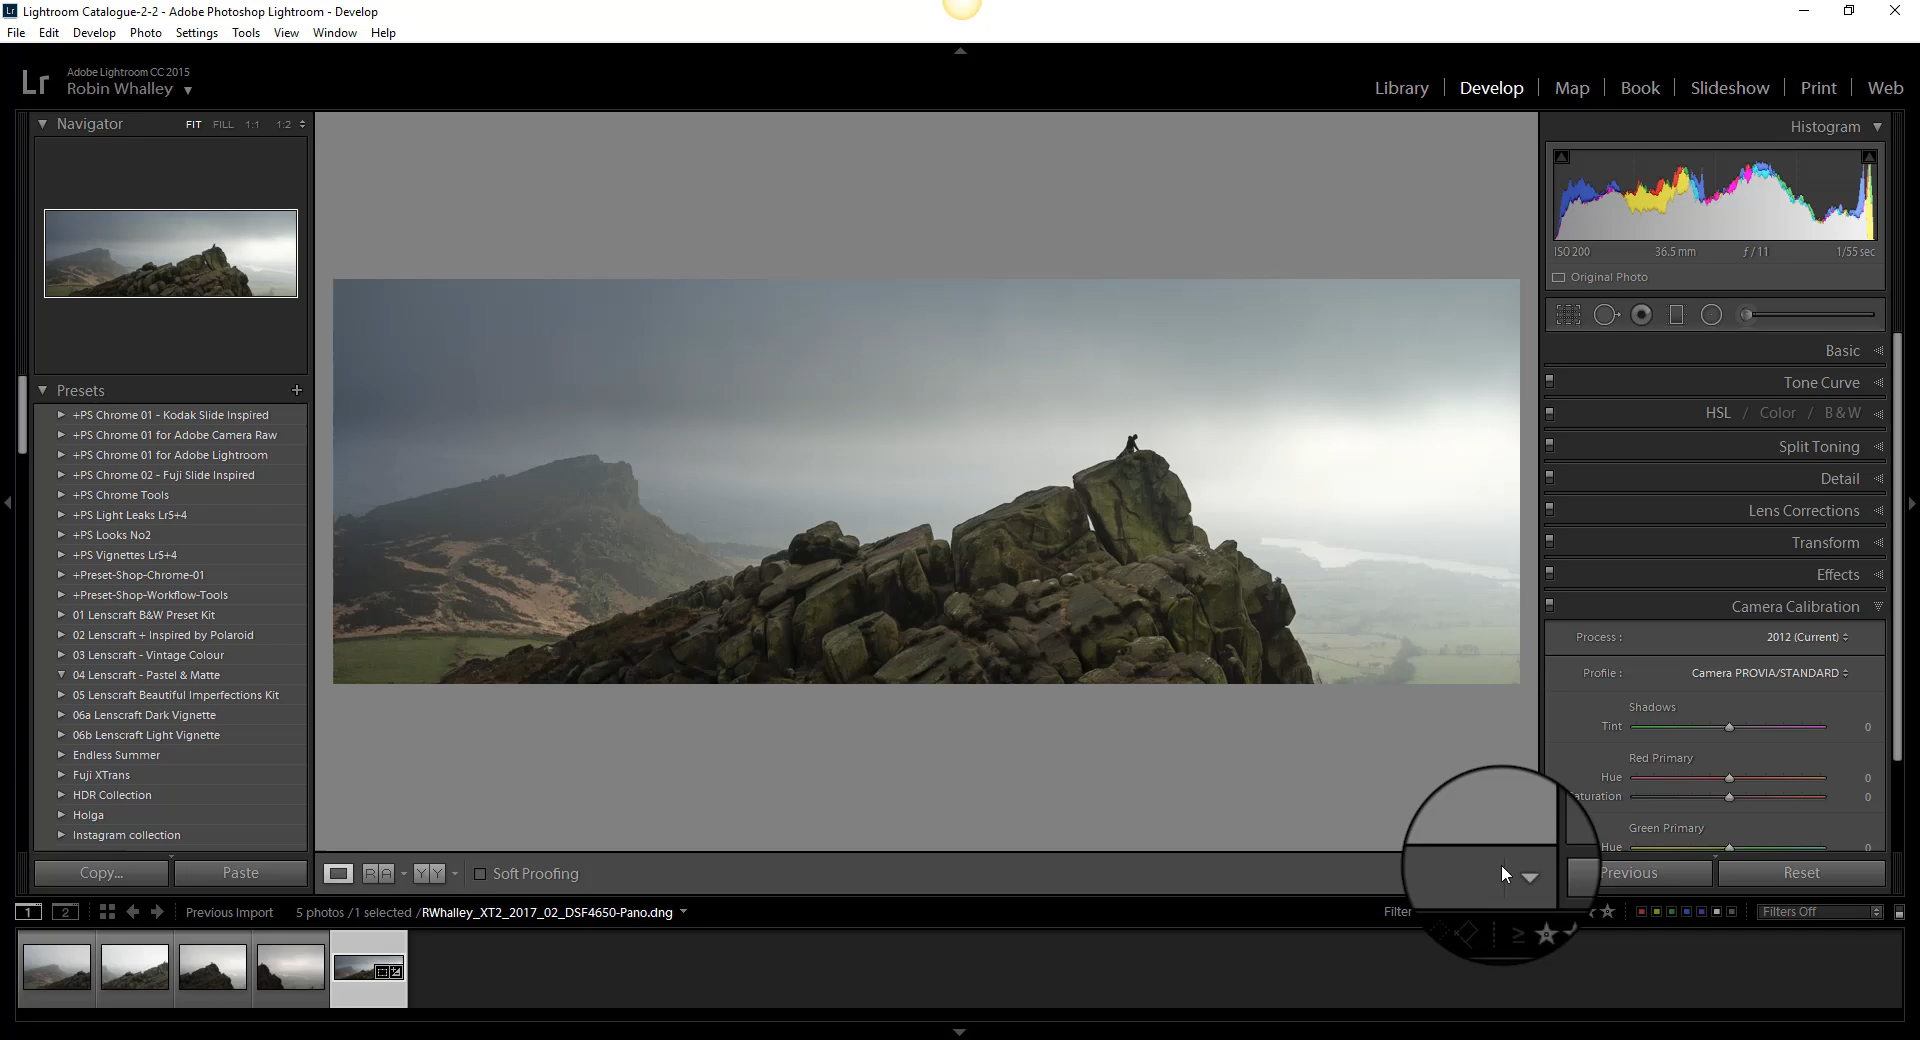 Lr Lightroom Catalogue-2-2 - Adobe Photoshop Lightroom - Develop
File Edit Develop Photo Settings Tools View Window Help
Lr Adobe Lightroom CC 2015
Robin Whalley
Library | Develop | Map | Book | Slideshow | Print | Web
Navigator FIT FILL 1:1 1:2
Histogram
ISO 200 36.5 mm ƒ / 11 1/55 sec
Original Photo
Basic
Tone Curve
HSL / Color / B & W
Split Toning
Detail
Lens Corrections
Transform
Effects
Camera Calibration
Process : 2012 (Current)
Profile : Camera PROVIA/STANDARD
Shadows
Tint 0
Red Primary
Hue 0
aturation 0
Green Primary
Hue 0
Presets +
+PS Chrome 01 - Kodak Slide Inspired
+PS Chrome 01 for Adobe Camera Raw
+PS Chrome 01 for Adobe Lightroom
+PS Chrome 02 - Fuji Slide Inspired
+PS Chrome Tools
+PS Light Leaks Lr5+4
+PS Looks No2
+PS Vignettes Lr5+4
+Preset-Shop-Chrome-01
+Preset-Shop-Workflow-Tools
01 Lenscraft B&W Preset Kit
02 Lenscraft + Inspired by Polaroid
03 Lenscraft - Vintage Colour
04 Lenscraft - Pastel & Matte
05 Lenscraft Beautiful Imperfections Kit
06a Lenscraft Dark Vignette
06b Lenscraft Light Vignette
Endless Summer
Fuji XTrans
HDR Collection
Holga
Instagram collection
Copy... Paste
R A Y Y Soft Proofing
Previous Reset
1 2 Previous Import 5 photos / 1 selected / RWhalley_XT2_2017_02_DSF4650-Pano.dng
Filter ≥ Filters Off